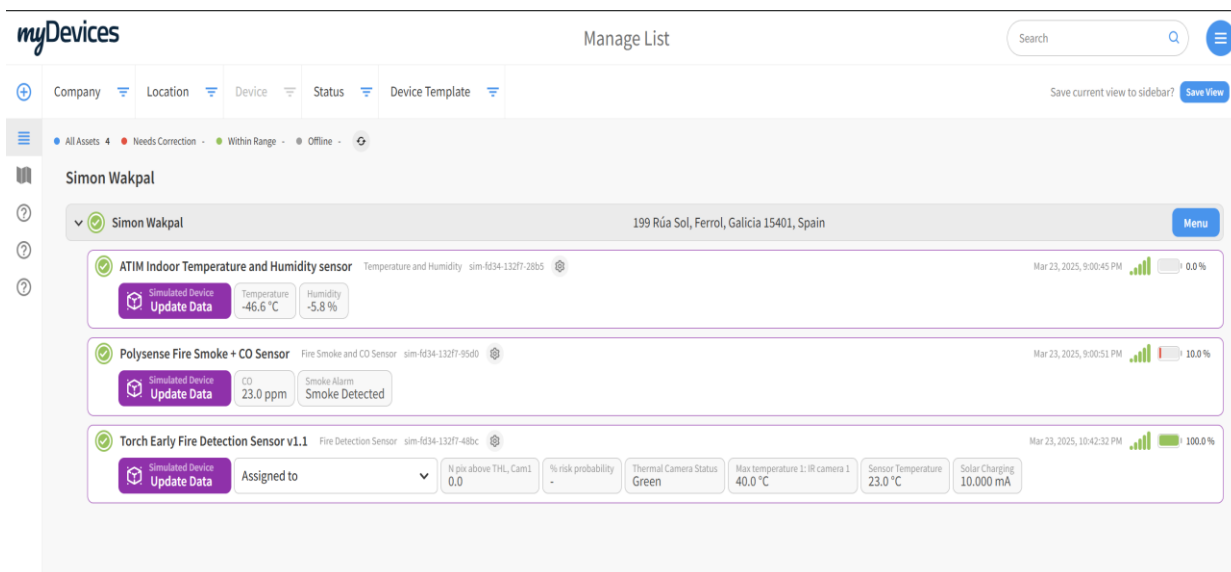 myDevices
Manage List
Search
Company Location Device Status Device Template
Save current view to sidebar? Save View
All Assets 4 Needs Correction - Within Range - Offline -
Simon Wakpal
Simon Wakpal 199 Rúa Sol, Ferrol, Galicia 15401, Spain Menu
ATIM Indoor Temperature and Humidity sensor Temperature and Humidity sim-fd34-132f7-28b5 Mar 23, 2025, 9:00:45 PM 0.0 %
Simulated Device Temperature Humidity
Update Data -46.6 °C -5.8 %
Polysense Fire Smoke + CO Sensor Fire Smoke and CO Sensor sim-fd34-132f7-95d0 Mar 23, 2025, 9:00:51 PM 10.0 %
Simulated Device CO Smoke Alarm
Update Data 23.0 ppm Smoke Detected
Torch Early Fire Detection Sensor v1.1 Fire Detection Sensor sim-fd34-132f7-48bc Mar 23, 2025, 10:42:32 PM 100.0 %
Simulated Device Assigned to N pix above THL, Cam1 % risk probability Thermal Camera Status Max temperature 1: IR camera 1 Sensor Temperature Solar Charging
Update Data 0.0 - Green 40.0 °C 23.0 °C 10.000 mA